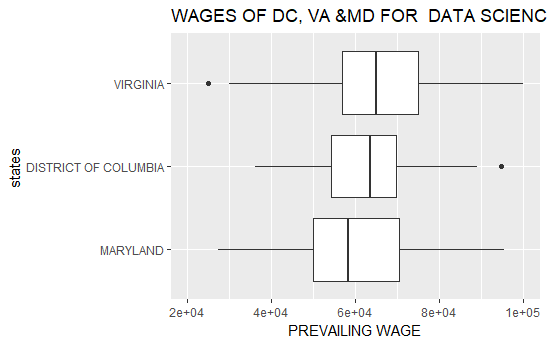 WAGES OF DC, VA &MD FOR  DATA SCIENC
VIRGINIA
DISTRICT OF COLUMBIA
MARYLAND
states
2e+04 4e+04 6e+04 8e+04 1e+05
PREVAILING WAGE